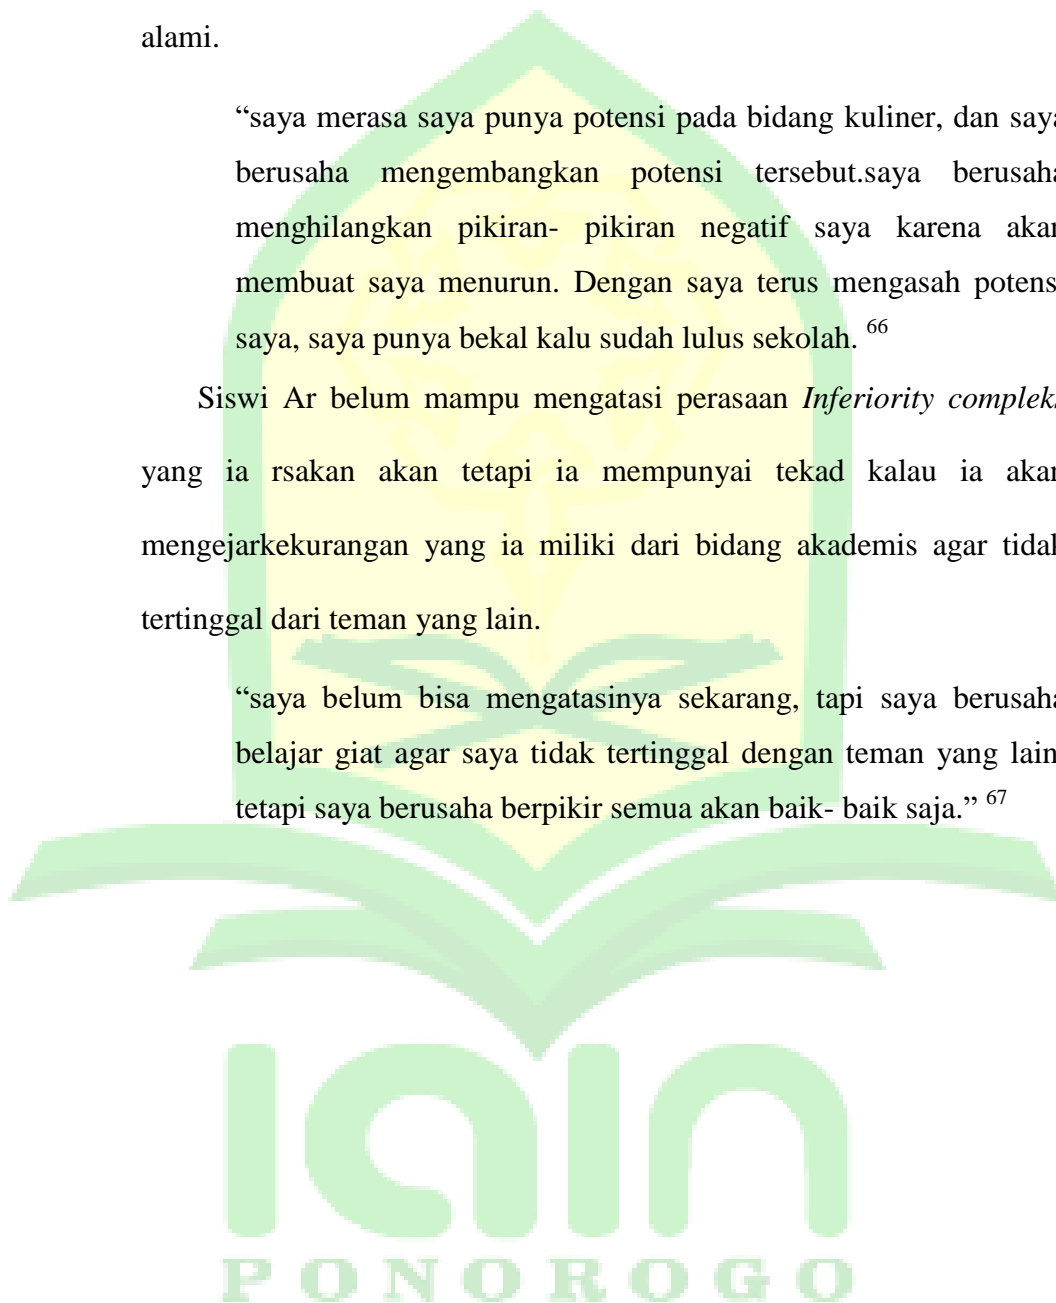 alami.
“saya merasa saya punya potensi pada bidang kuliner, dan saya
berusaha mengembangkan potensi tersebut.saya berusaha
menghilangkan pikiran- pikiran negatif saya karena akan
membuat saya menurun. Dengan saya terus mengasah potens
saya, saya punya bekal kalu sudah lulus sekolah. 66
Siswi Ar belum mampu mengatasi perasaan Inferiority compleks
yang ia rsakan akan tetapi ia mempunyai tekad kalau ia akan
mengejarkekurangan yang ia miliki dari bidang akademis agar tidak
tertinggal dari teman yang lain.
“saya belum bisa mengatasinya sekarang, tapi saya berusaha
belajar giat agar saya tidak tertinggal dengan teman yang lain
tetapi saya berusaha berpikir semua akan baik- baik saja.” 67
iain
PONOROGO